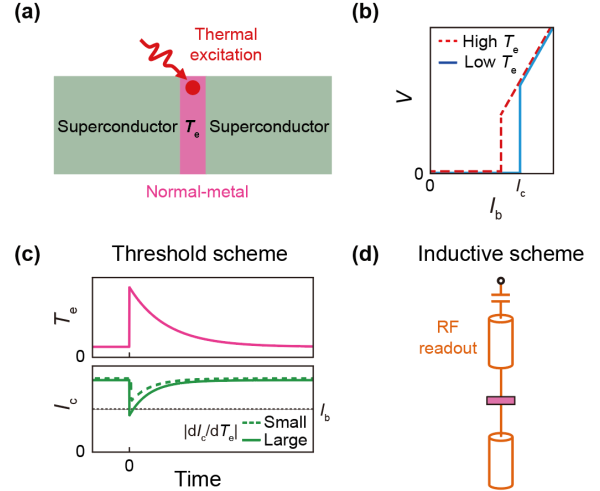 (a)
Thermal
excitation
Superconductor
Te
Superconductor
Normal-metal
(b)
High Te
Low Te
V
0
0
Ic
Ib
(c)
Threshold scheme
Te
0
Ic
Ib
|dIc/dTe|
Small
Large
0
0
Time
(d)
Inductive scheme
RF
readout